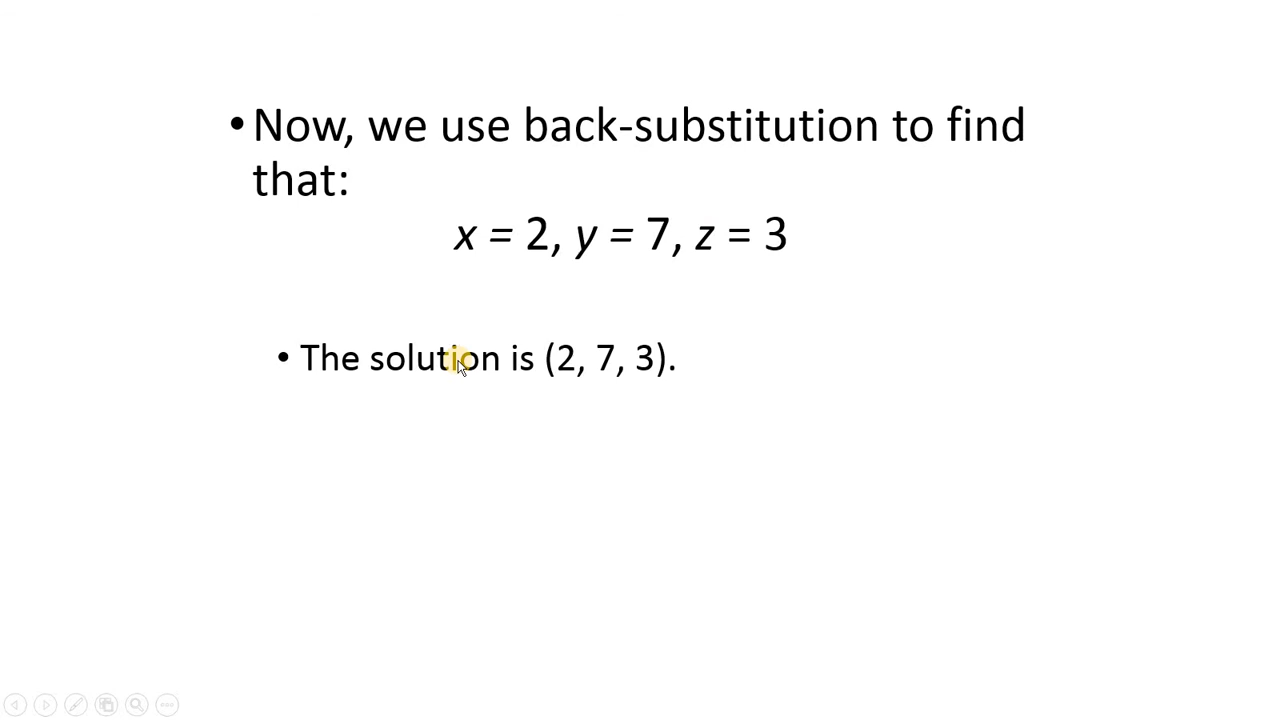 •Now, we use back-substitution to find
that:
x = 2, y = 7, z = 3
• The solution is (2, 7, 3).